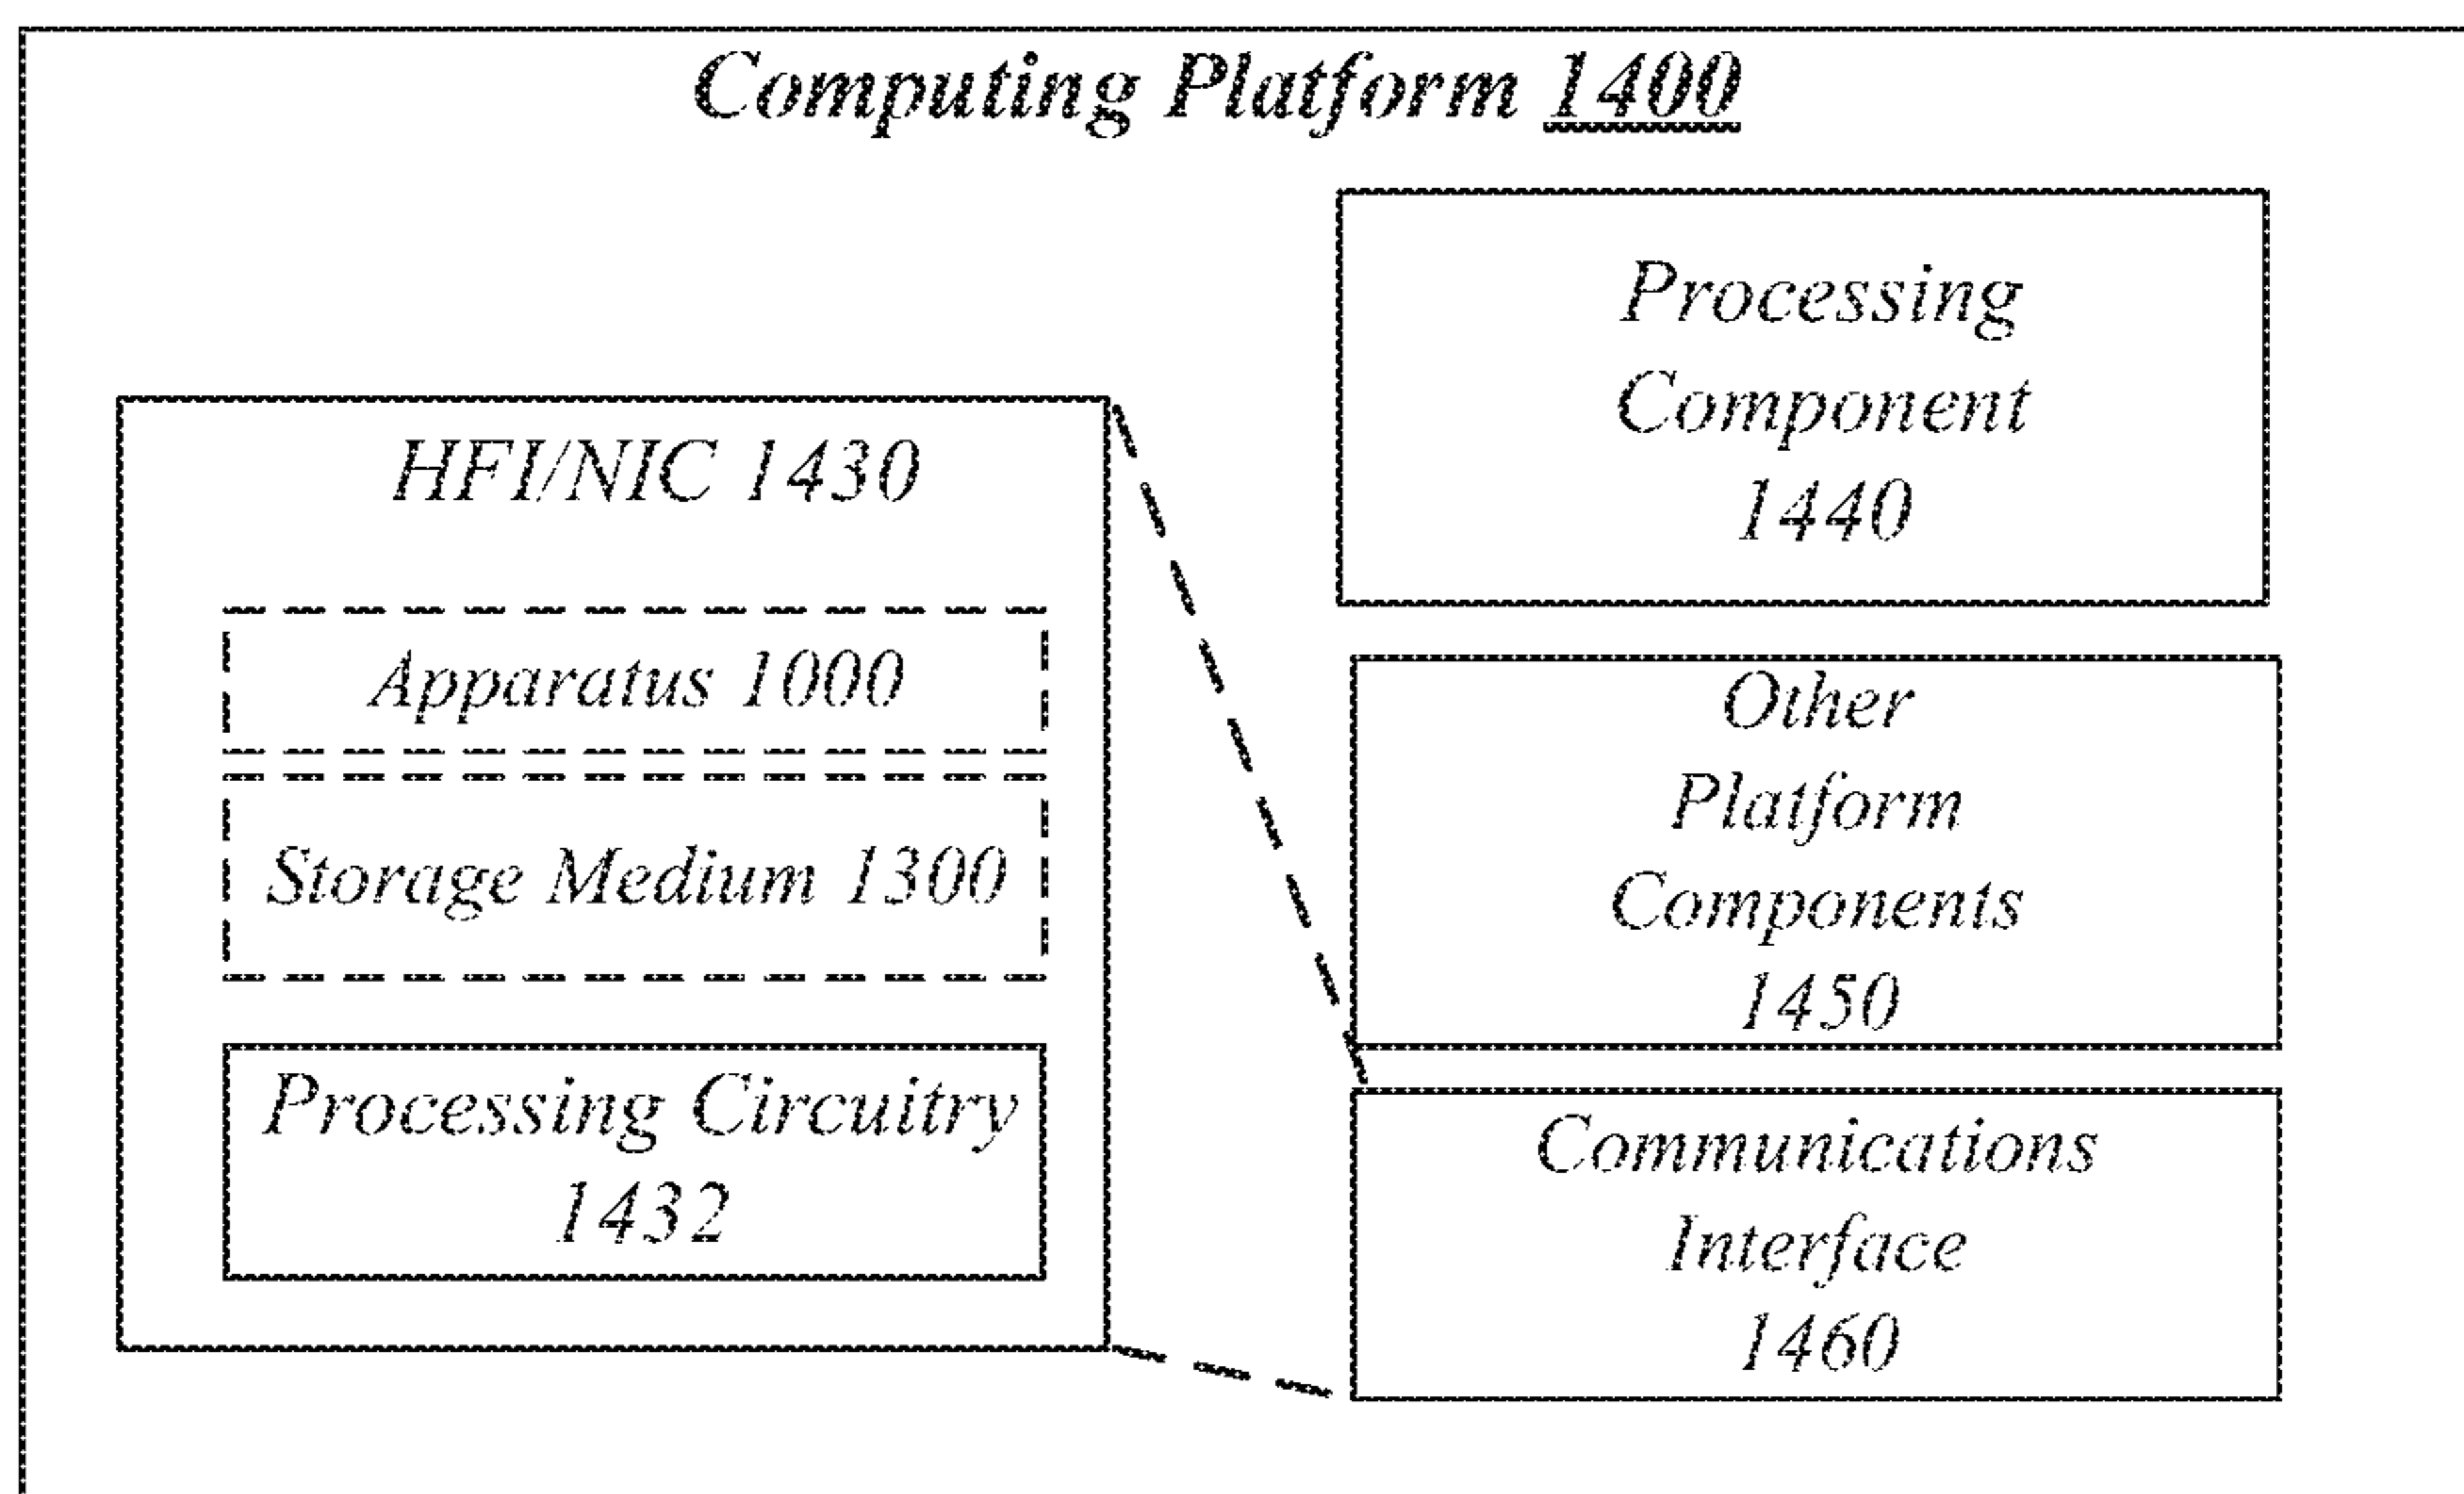 Computing Platform 1400
HFI/NIC 1430
Apparatus 1000
Storage Medium 1300
Processing Circuitry
1432
Processing
Component
1440
Other
Platform
Components
1450
Communications
Interface
1460